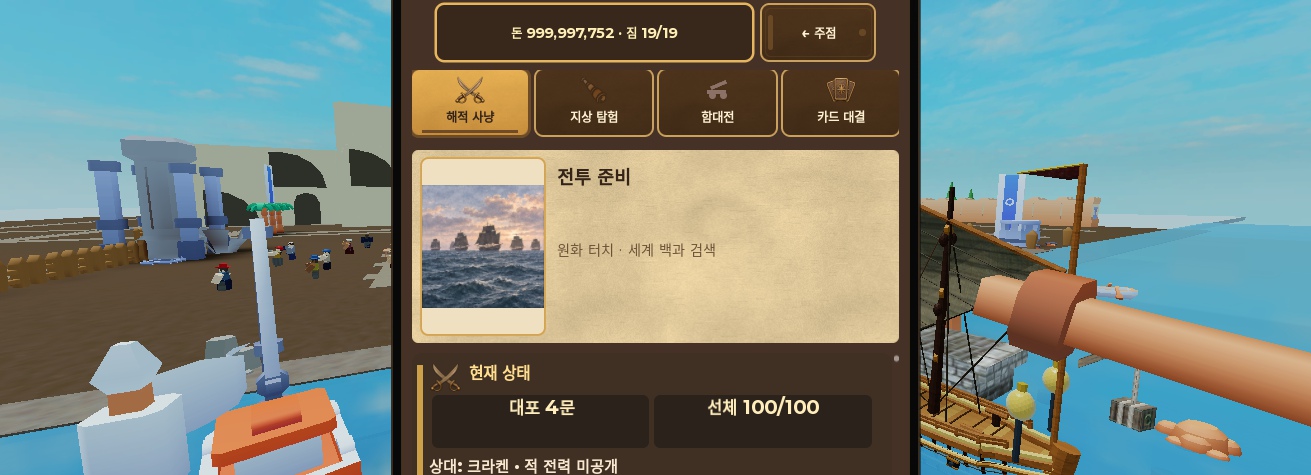 돈 999,997,752 · 짐 19/19
← 주점
해적 사냥
지상 탐험
함대전
카드 대결
전투 준비
원화 터치 · 세계 백과 검색
현재 상태
대포 4문
선체 100/100
상대: 크라켄 • 적 전력 미공개